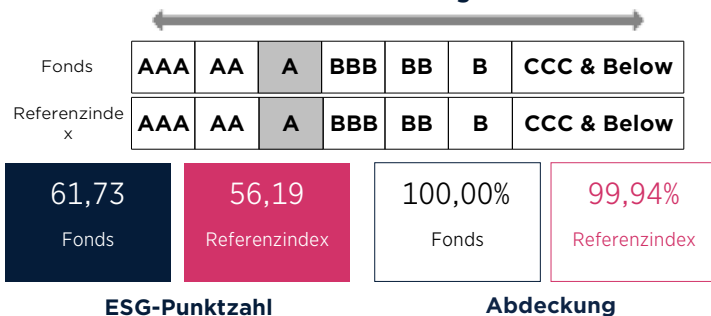 Fonds AAA AA A BBB BB B CCC & Below
Referenzinde
x AAA AA A BBB BB B CCC & Below
61,73 56,19 100,00% 99,94%
Fonds Referenzindex Fonds Referenzindex
ESG-Punktzahl Abdeckung